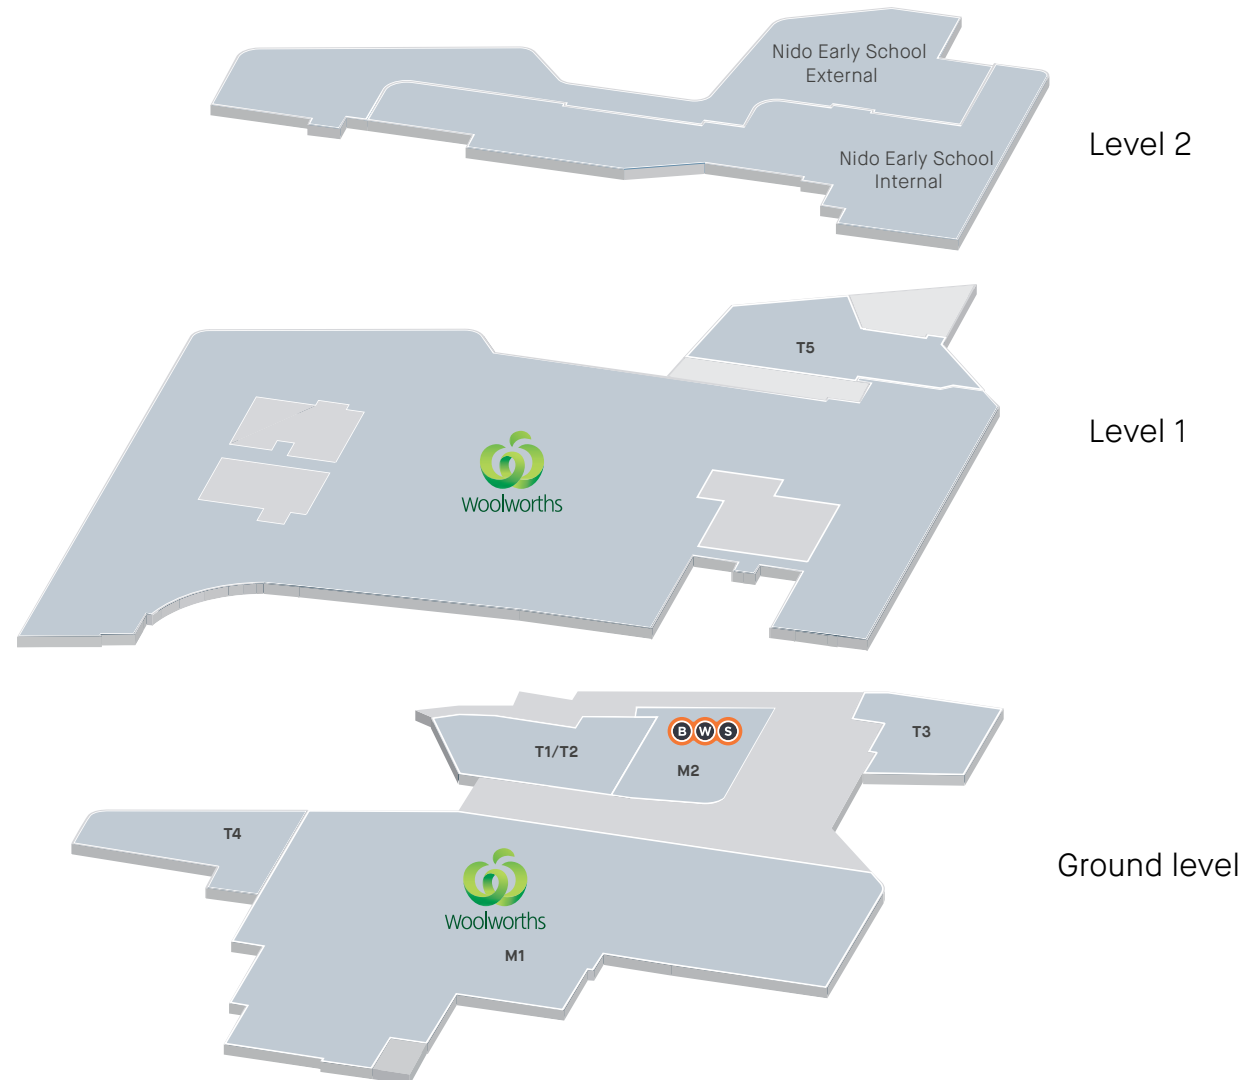 Nido Early School
External
Level 2
Nido Early School
Internal
T5
Level 1
Woolworths
BWS
T3
T1/T2
M2
T4
Ground level
Woolworths
M1